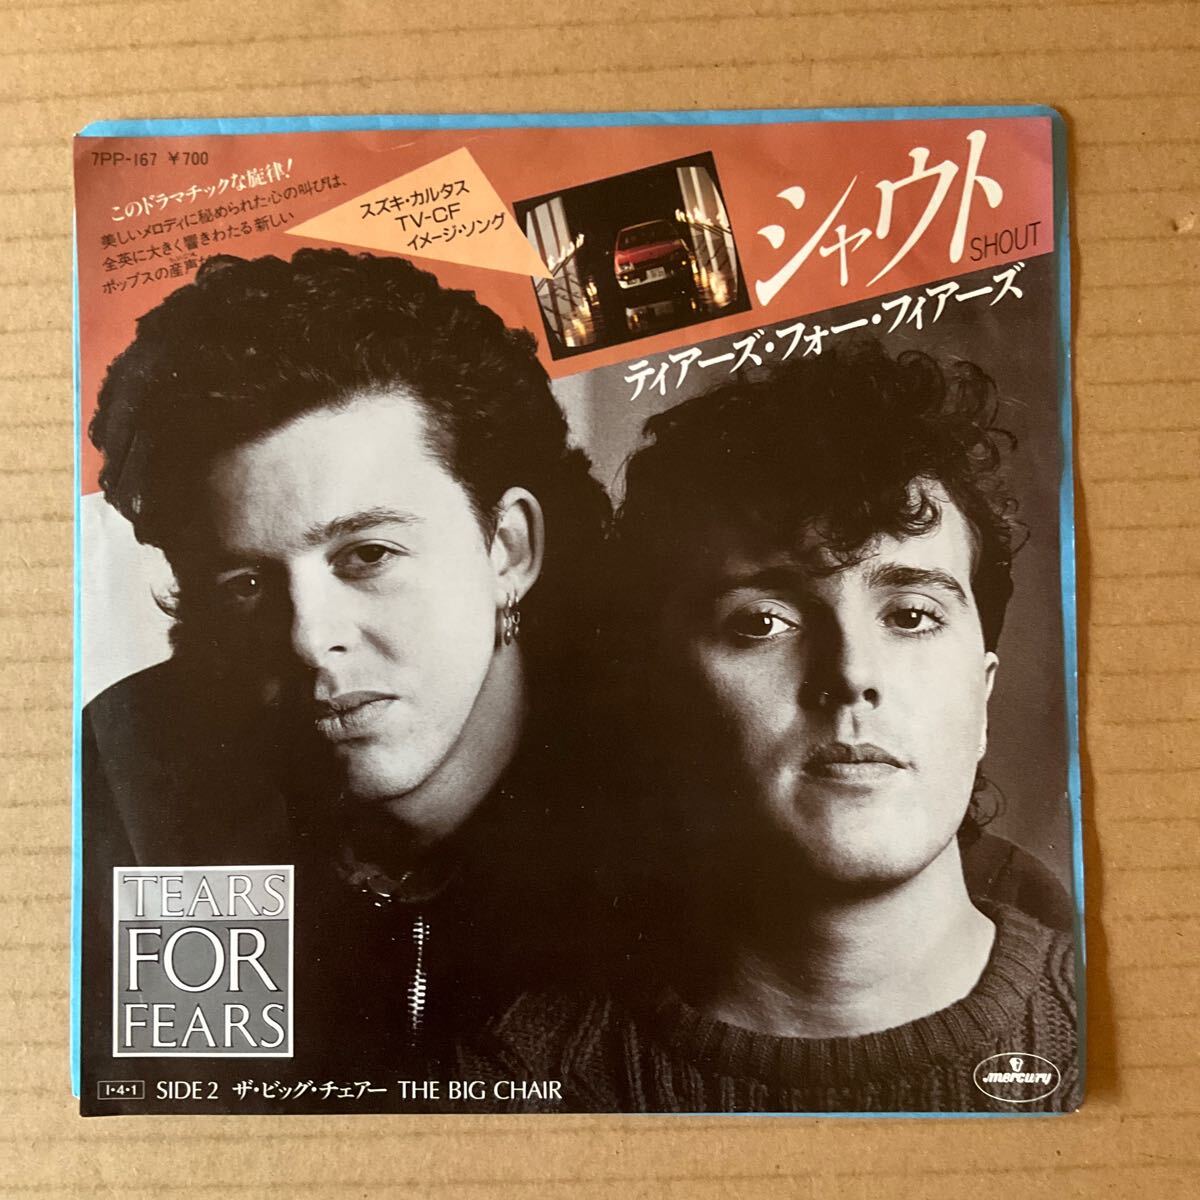 7PP-167 ¥700
このドラマチックな旋律!
美しいメロディに秘められた心の叫びは、
全英に大きく響きわたる新しい
ポップスの産声だ
スズキ・カルタス
TV-CF
イメージ・ソング
シャウト
SHOUT
ティアーズ・フォー・フィアーズ
TEARS
FOR
FEARS
I・4・1 SIDE 2 ザ・ビッグ・チェアー THE BIG CHAIR
mercury